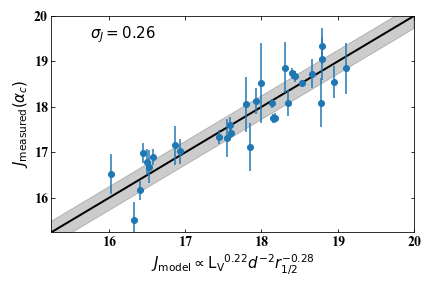 20
19
18
17
16
σ_J = 0.26
J_measured(α_c)
16 17 18 19 20
J_model ∝ L_V^0.22 d^−2 r_1/2^−0.28